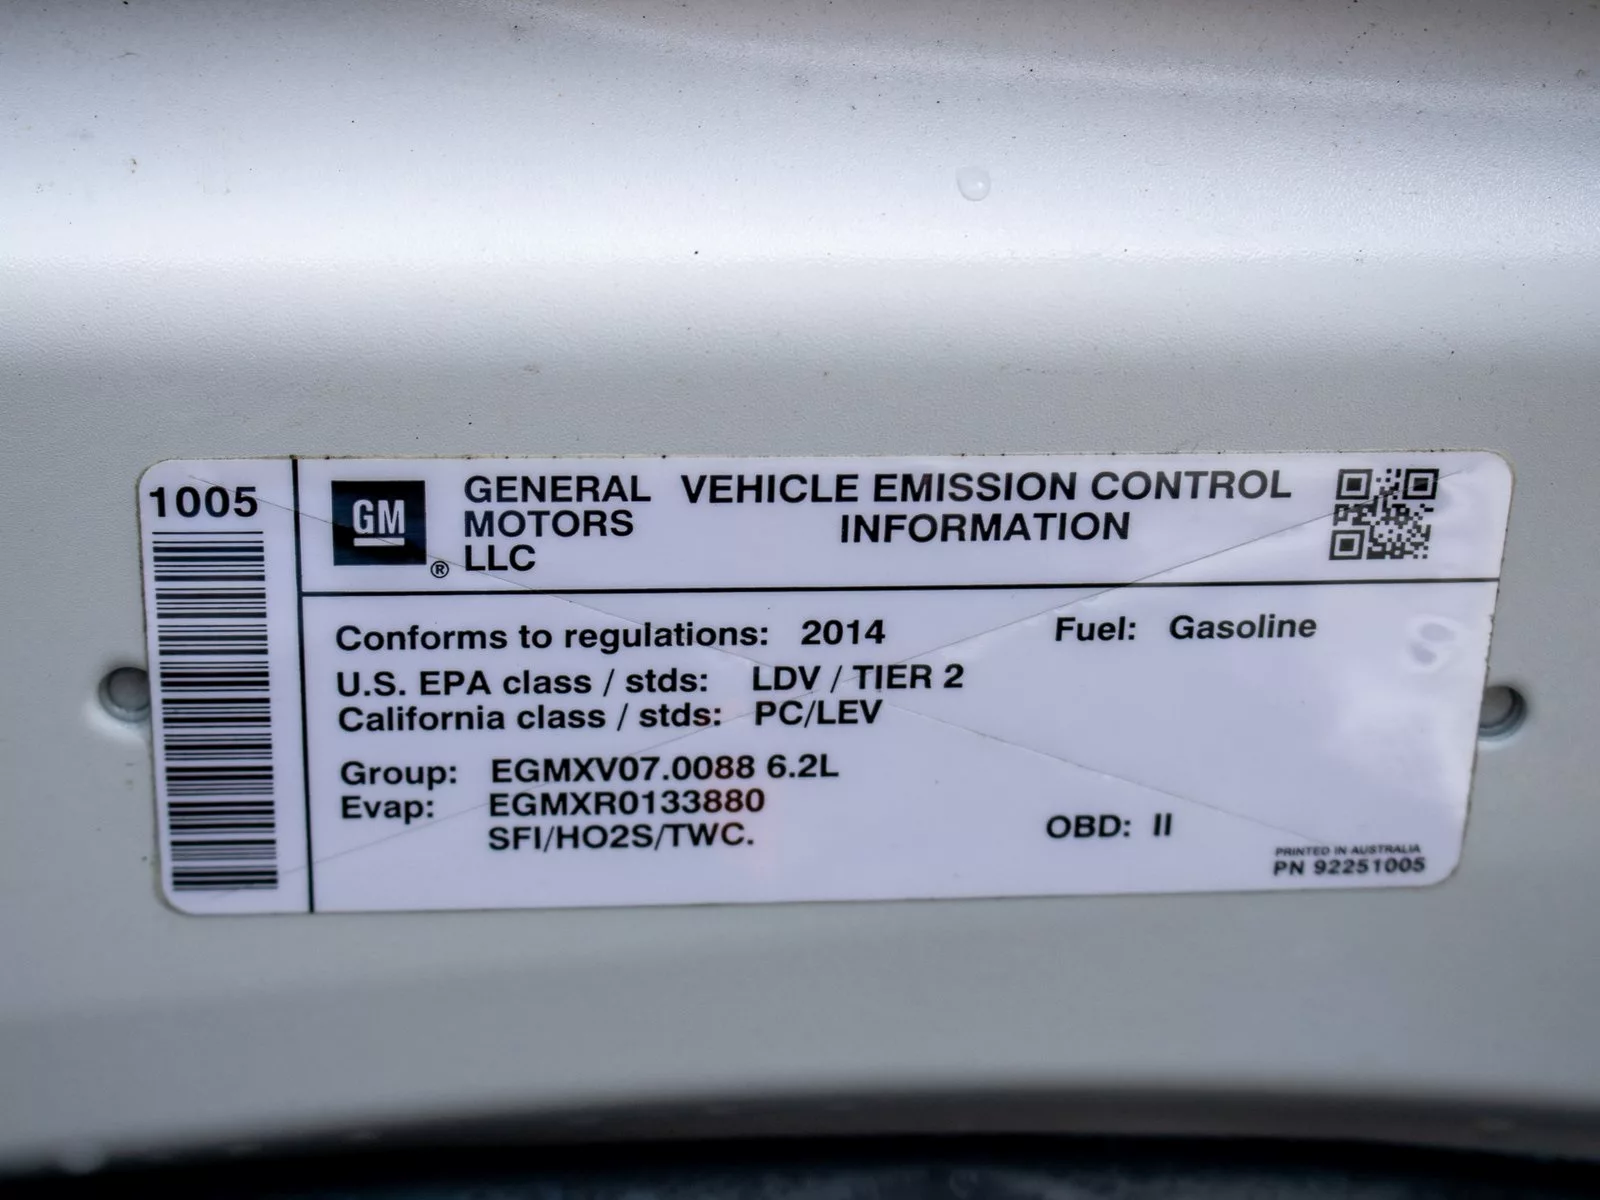 1005
GM
®
GENERAL
MOTORS
LLC
VEHICLE EMISSION CONTROL
INFORMATION
Conforms to regulations: 2014
Fuel: Gasoline
U.S. EPA class / stds: LDV / TIER 2
California class / stds: PC/LEV
Group: EGMXV07.0088 6.2L
Evap: EGMXR0133880
SFI/HO2S/TWC.
OBD: II
PRINTED IN AUSTRALIA
PN 92251005